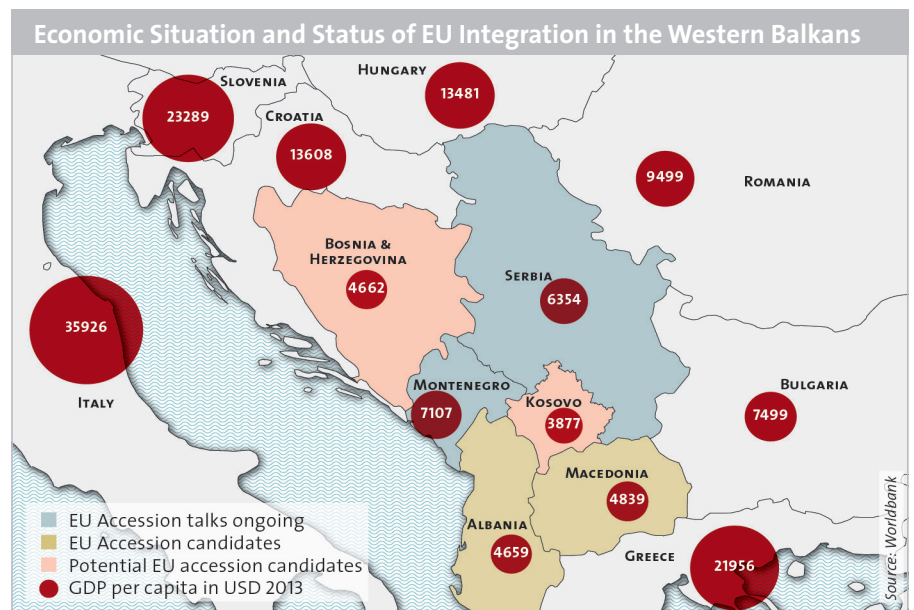 Economic Situation and Status of EU Integration in the Western Balkans
HUNGARY
13481
SLOVENIA
23289
CROATIA
13608
9499
ROMANIA
BOSNIA &
HERZEGOVINA
4662
SERBIA
6354
35926
ITALY
MONTENEGRO
7107
KOSOVO
3877
BULGARIA
7499
MACEDONIA
4839
ALBANIA
4659
GREECE
21956
EU Accession talks ongoing
EU Accession candidates
Potential EU accession candidates
GDP per capita in USD 2013
Source: Worldbank